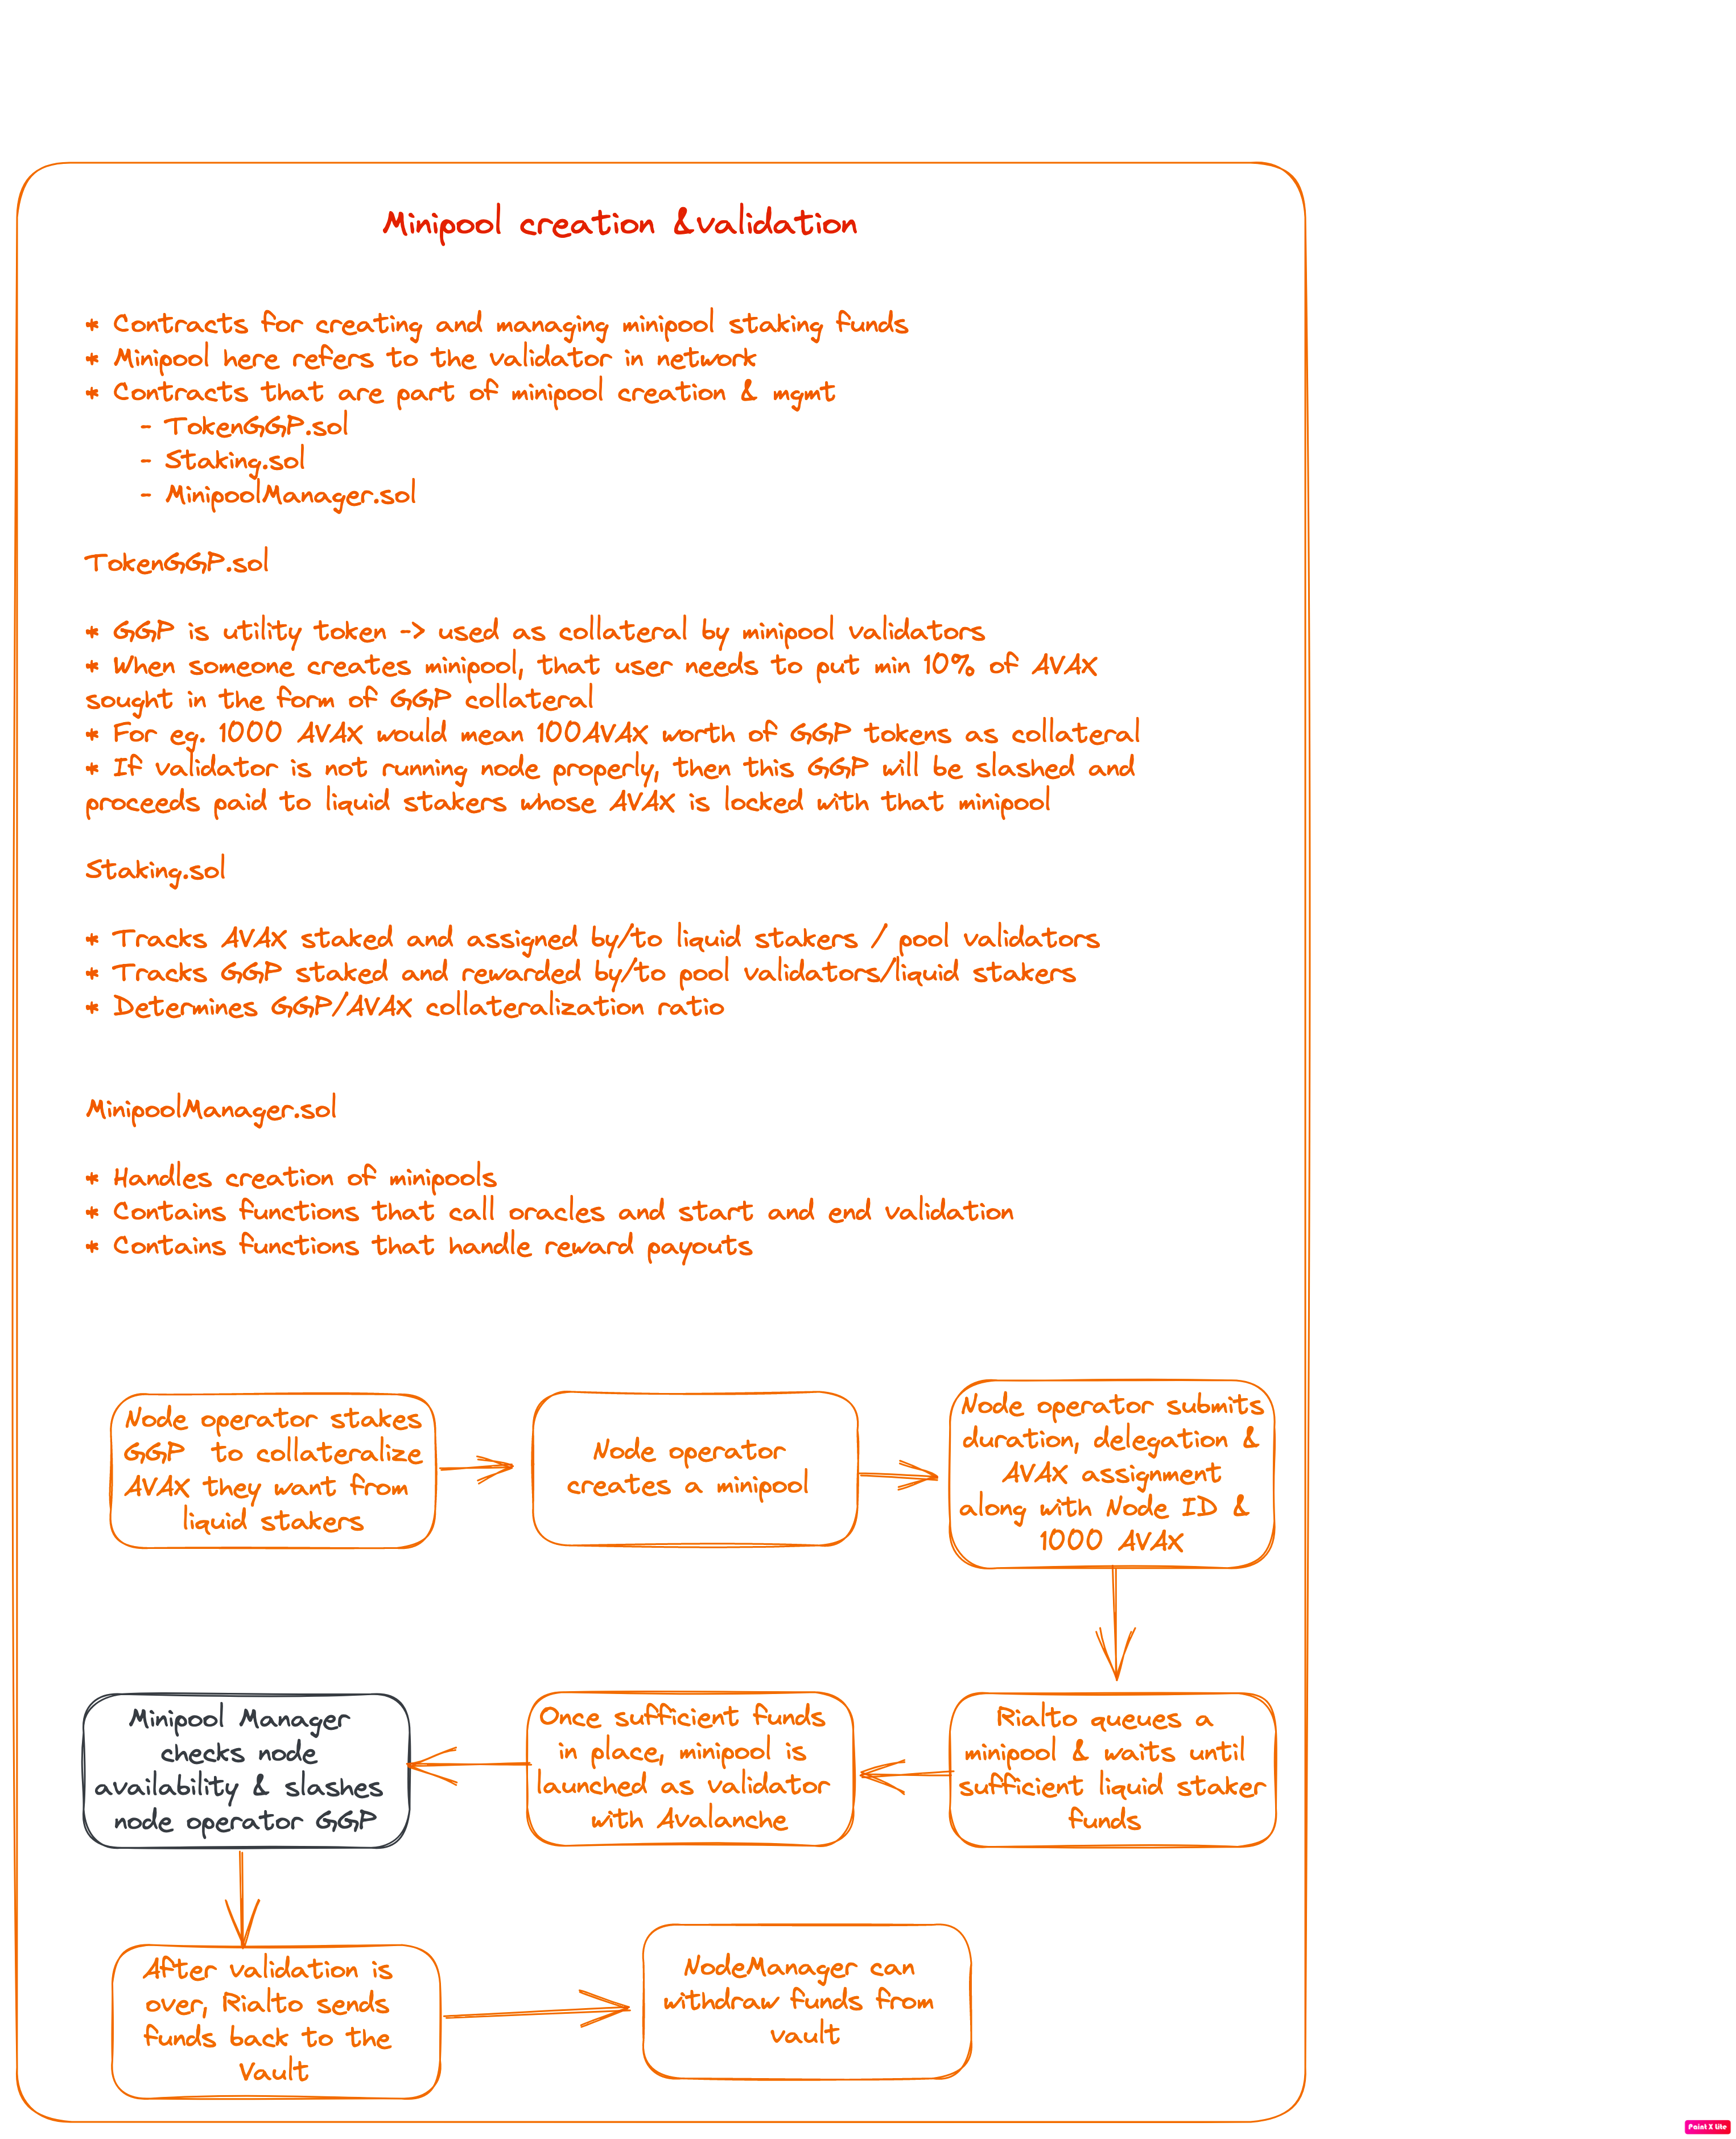 Minipool creation &validation
* Contracts for creating and managing minipool staking funds
* Minipool here refers to the validator in network
* Contracts that are part of minipool creation & mgmt
- TokenGGP.sol
- Staking.sol
- MinipoolManager.sol
TokenGGP.sol
* GGP is utility token -> used as collateral by minipool validators
* When someone creates minipool, that user needs to put min 10% of AVAX
sought in the form of GGP collateral
* For eg. 1000 AVAX would mean 100AVAX worth of GGP tokens as collateral
* If validator is not running node properly, then this GGP will be slashed and
proceeds paid to liquid stakers whose AVAX is locked with that minipool
Staking.sol
* Tracks AVAX staked and assigned by/to liquid stakers / pool validators
* Tracks GGP staked and rewarded by/to pool validators/liquid stakers
* Determines GGP/AVAX collateralization ratio
MinipoolManager.sol
* Handles creation of minipools
* Contains functions that call oracles and start and end validation
* Contains functions that handle reward payouts
Node operator stakes
GGP to collateralize
AVAX they want from
liquid stakers
Node operator
creates a minipool
Node operator submits
duration, delegation &
AVAX assignment
along with Node ID &
1000 AVAX
Rialto queues a
minipool & waits until
sufficient liquid staker
funds
Once sufficient funds
in place, minipool is
launched as validator
with Avalanche
Minipool Manager
checks node
availability & slashes
node operator GGP
After validation is
over, Rialto sends
funds back to the
Vault
NodeManager can
withdraw funds from
vault
Paint X Lite